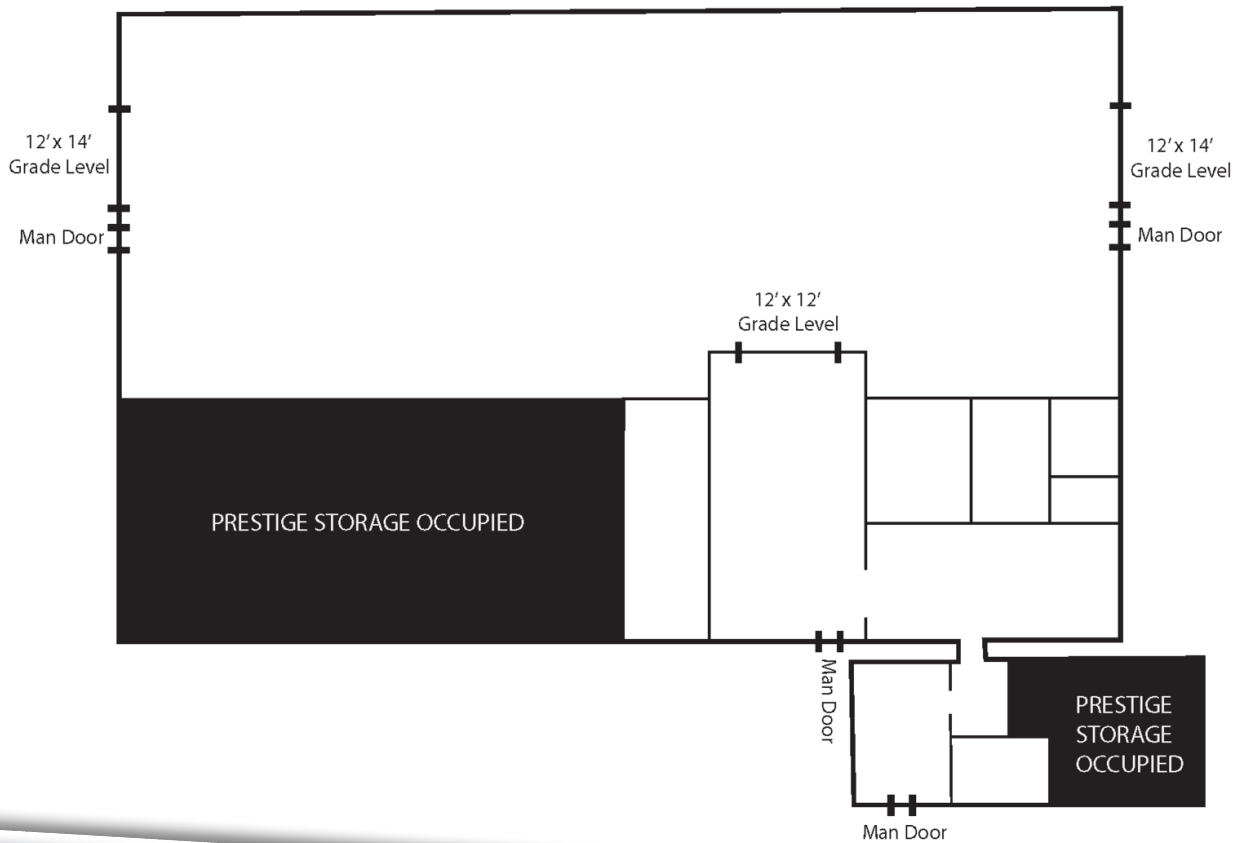 12' x 14'
Grade Level
Man Door
12' x 14'
Grade Level
Man Door
12' x 12'
Grade Level
PRESTIGE STORAGE OCCUPIED
Man Door
PRESTIGE
STORAGE
OCCUPIED
Man Door